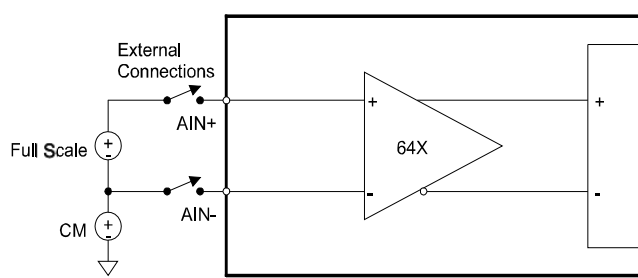 External
Connections
+
+
AIN+
+
-
Full Scale
64X
-
-
AIN-
+
-
CM